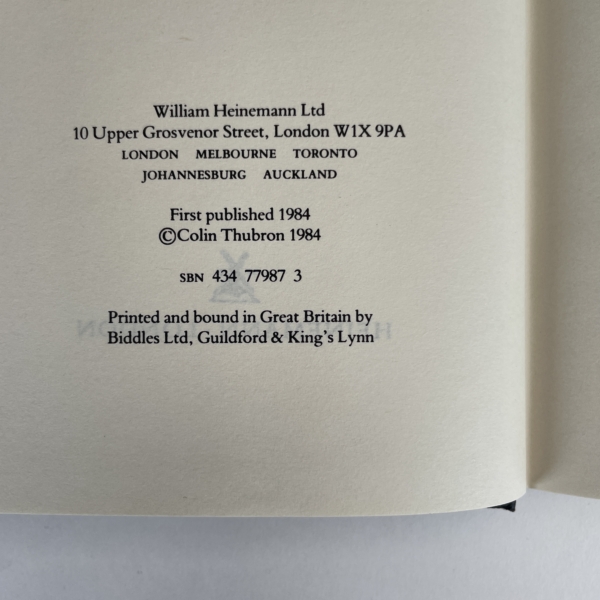 William Heinemann Ltd
10 Upper Grosvenor Street, London W1X 9PA
LONDON MELBOURNE TORONTO
JOHANNESBURG AUCKLAND
First published 1984
©Colin Thubron 1984
SBN 434 77987 3
Printed and bound in Great Britain by
Biddles Ltd, Guildford & King's Lynn